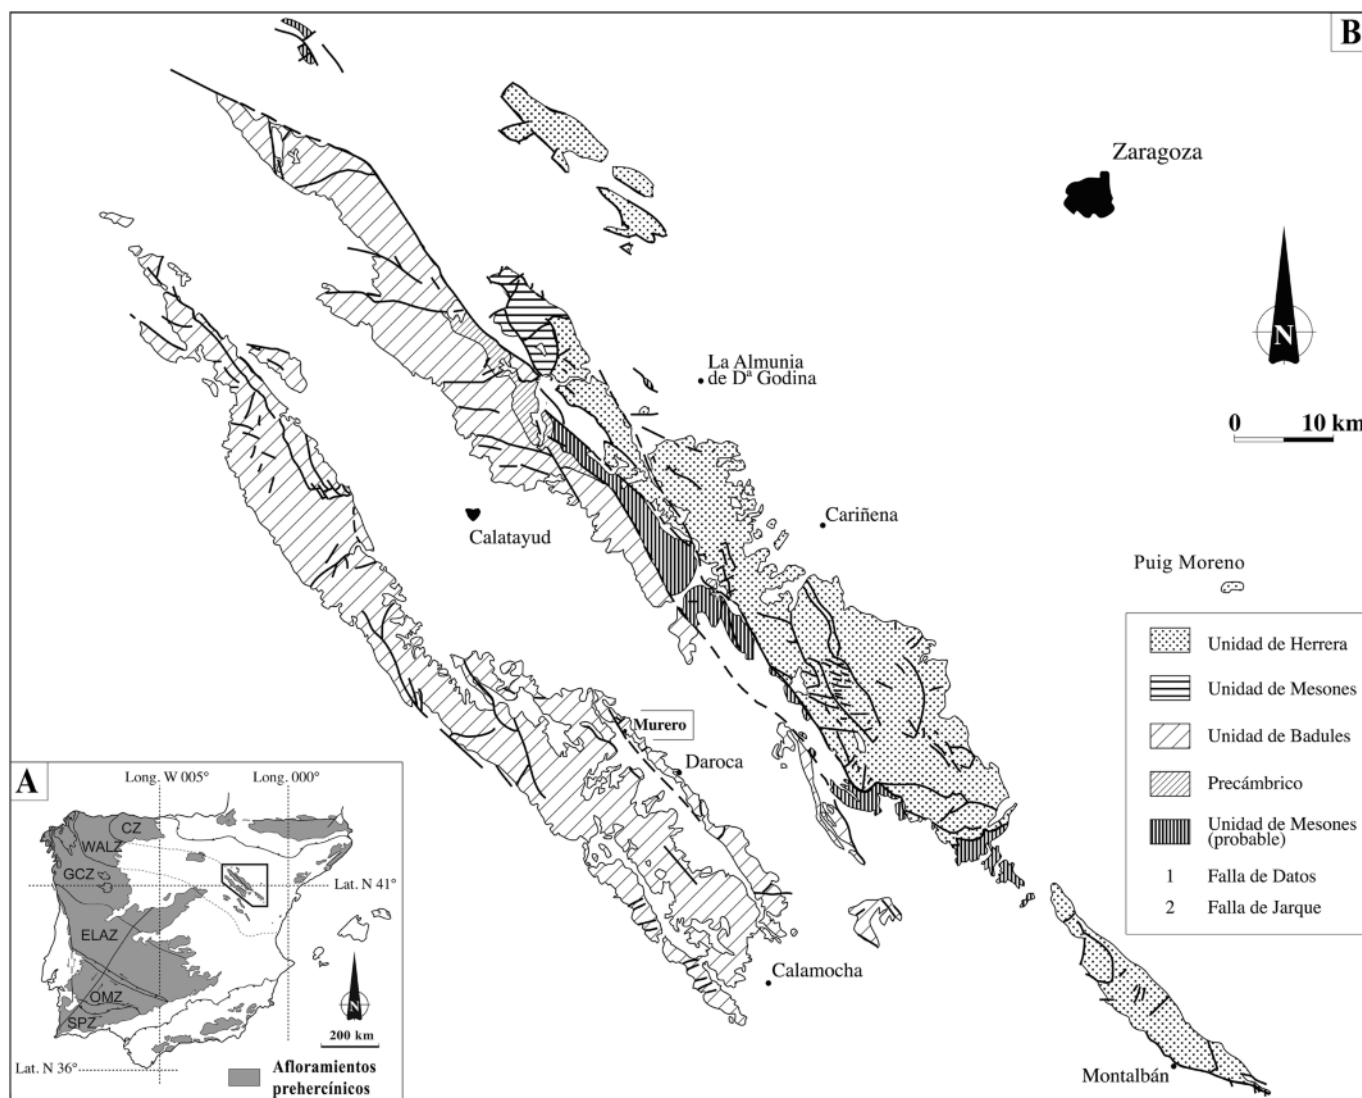 B
Zaragoza
N
La Almunia
de Dª Godina
0 10 km
Cariñena
Calatayud
Puig Moreno
Murero
Daroca
Calamocha
Montalbán
Unidad de Herrera
Unidad de Mesones
Unidad de Badules
Precámbrico
Unidad de Mesones
(probable)
1 Falla de Datos
2 Falla de Jarque
A
Long. W 005° Long. 000°
CZ
WALZ
GCZ
Lat. N 41°
ELAZ
OMZ
N
SPZ
200 km
Lat. N 36°
Afloramientos
prehercínicos